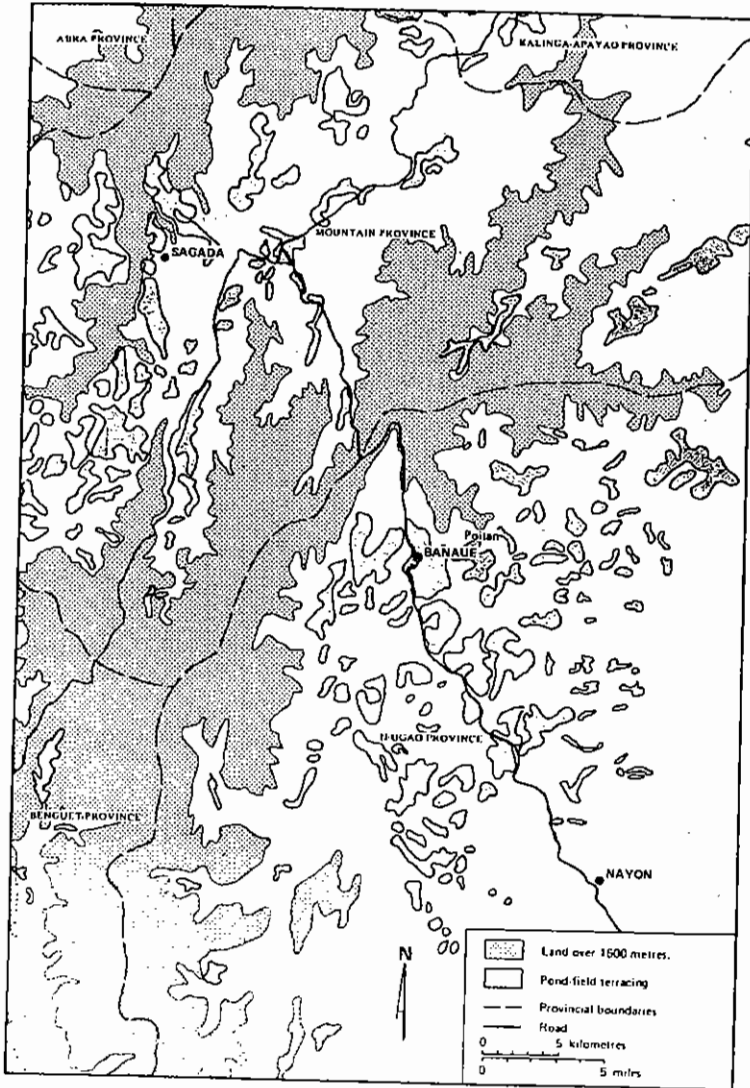 ABRA PROVINCE
KALINGA-APAYAO PROVINCE
MOUNTAIN PROVINCE
SAGADA
Poitan
BANAUE
IFUGAO PROVINCE
BENGUET PROVINCE
NAYON
N
Land over 1600 metres.
Pond-field terracing
Provincial boundaries
Road
0 5 kilometres
0 5 miles